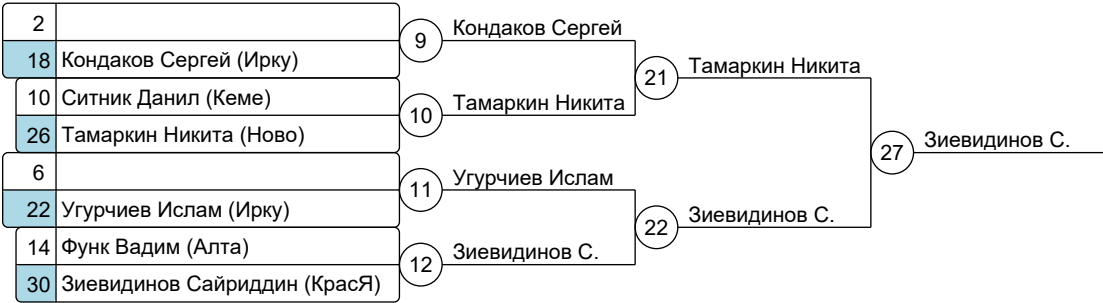 2
18 Кондаков Сергей (Ирку)
10 Ситник Данил (Кеме)
26 Тамаркин Никита (Ново)
6
22 Угурчиев Ислам (Ирку)
14 Функ Вадим (Алта)
30 Зиевидинов Сайриддин (КрасЯ)
9 Кондаков Сергей
10 Тамаркин Никита
11 Угурчиев Ислам
12 Зиевидинов С.
21 Тамаркин Никита
22 Зиевидинов С.
27 Зиевидинов С.